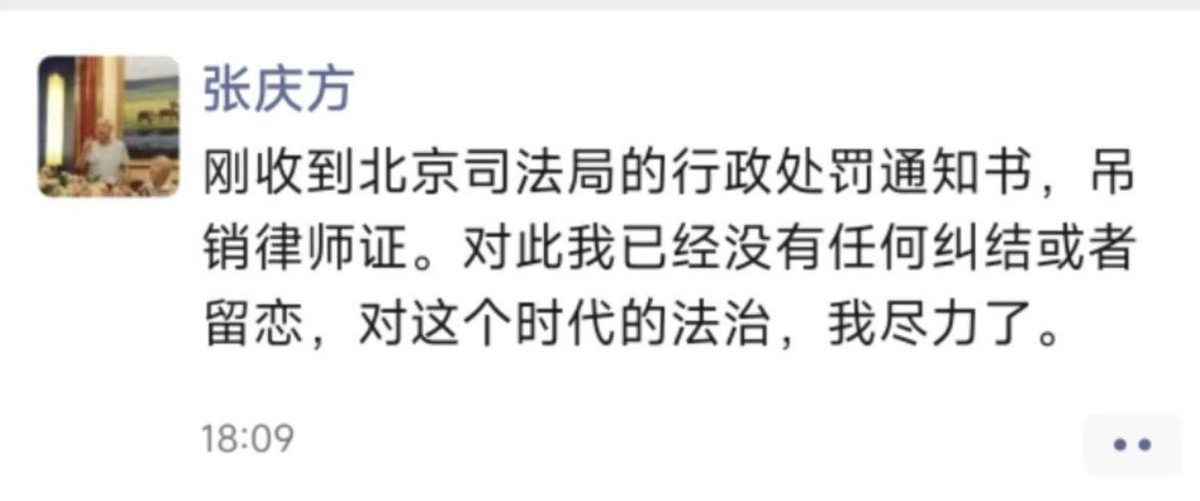 张庆方
刚收到北京司法局的行政处罚通知书，吊
销律师证。对此我已经没有任何纠结或者
留恋，对这个时代的法治，我尽力了。
18:09